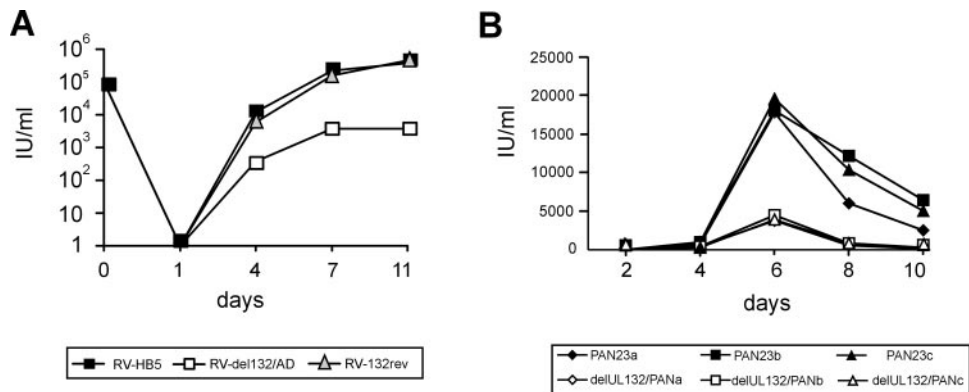 A
IU/ml
10^6
10^5
10^4
10^3
10^2
10
1
0 1 4 7 11
days
RV-HB5 RV-del132/AD RV-132rev
B
IU/ml
25000
20000
15000
10000
5000
0
2 4 6 8 10
days
PAN23a PAN23b PAN23c
delUL132/PANa delUL132/PANb delUL132/PANc